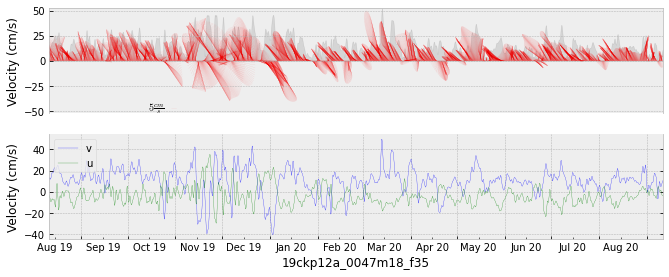 Velocity (cm/s)
50
25
0
−25
−50
5 cm/s
Velocity (cm/s)
40
20
0
−20
−40
v
u
Aug 19 Sep 19 Oct 19 Nov 19 Dec 19 Jan 20 Feb 20 Mar 20 Apr 20 May 20 Jun 20 Jul 20 Aug 20
19ckp12a_0047m18_f35